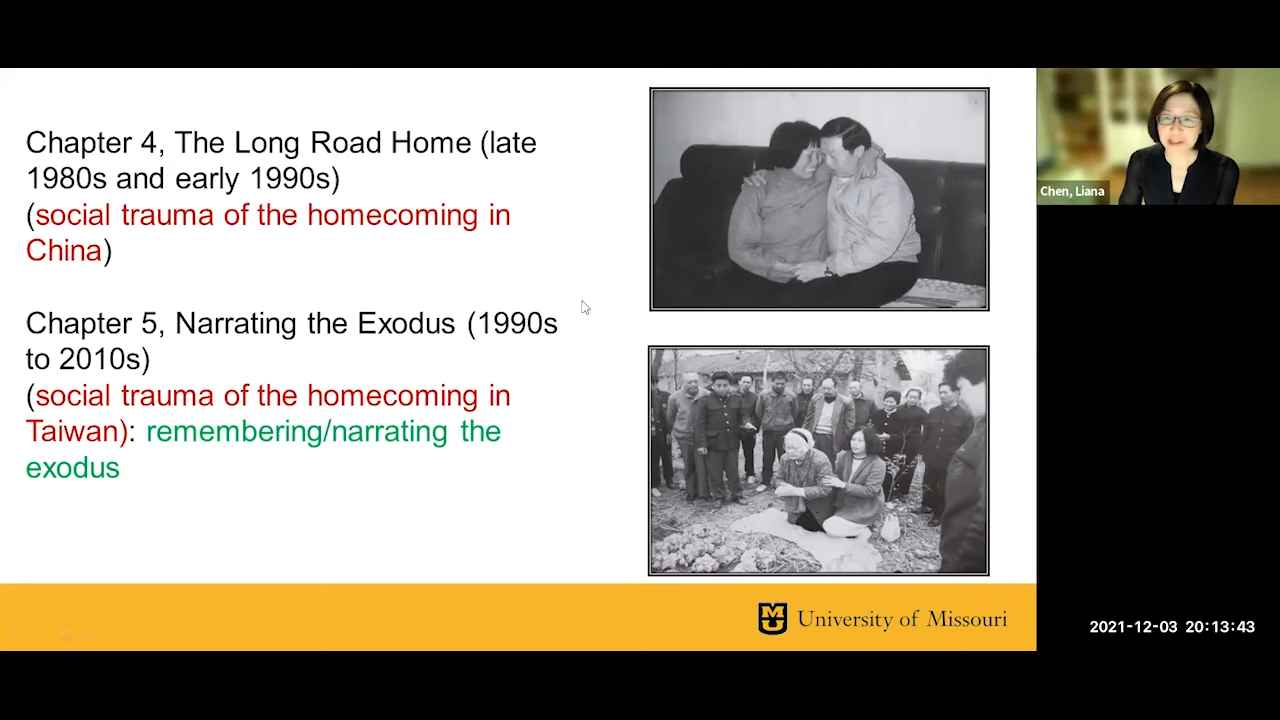 Chapter 4, The Long Road Home (late
1980s and early 1990s)
(social trauma of the homecoming in
China)
Chapter 5, Narrating the Exodus (1990s
to 2010s)
(social trauma of the homecoming in
Taiwan): remembering/narrating the
exodus
University of Missouri
Chen, Liana
2021-12-03 20:13:43